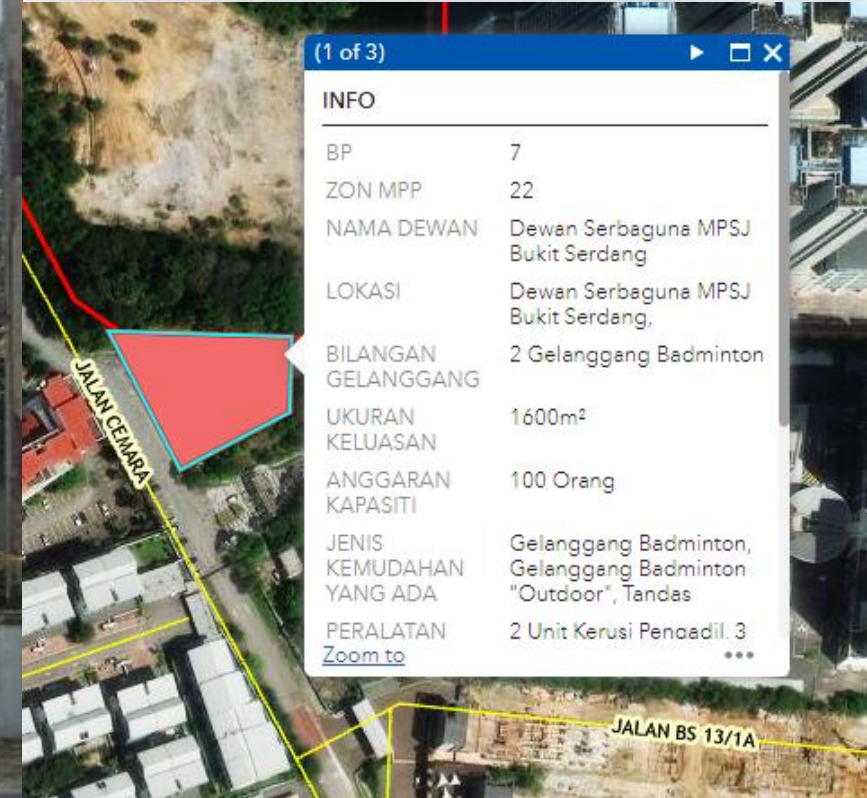 (1 of 3)
INFO
BP 7
ZON MPP 22
NAMA DEWAN Dewan Serbaguna MPSJ
Bukit Serdang
LOKASI Dewan Serbaguna MPSJ
Bukit Serdang,
BILANGAN 2 Gelanggang Badminton
GELANGGANG
UKURAN 1600m²
KELUASAN
ANGGARAN 100 Orang
KAPASITI
JENIS Gelanggang Badminton,
KEMUDAHAN Gelanggang Badminton
YANG ADA "Outdoor", Tandas
PERALATAN 2 Unit Kerusi Pengadil. 3
Zoom to
JALAN CEMARA
JALAN BS 13/1A